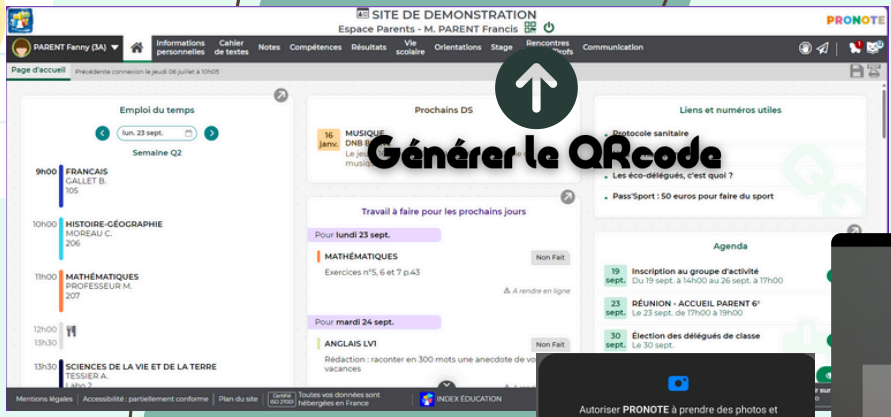 SITE DE DEMONSTRATION
Espace Parents - M. PARENT Francis
PRONOTE
PARENT Fanny (3A)
Informations personnelles
Cahier de textes
Notes
Compétences
Résultats
Vie scolaire
Orientations
Stage
Rencontres
Profs
Communication
Page d'accueil
Précédente connexion le jeudi 06 juillet à 10h05
Emploi du temps
lun. 23 sept.
Semaine Q2
9h00 FRANCAIS
GALLET B.
105
10h00 HISTOIRE-GÉOGRAPHIE
MOREAU C.
206
11h00 MATHÉMATIQUES
PROFESSEUR M.
207
12h00
13h30
13h30 SCIENCES DE LA VIE ET DE LA TERRE
TESSIER A.
Labo 2
Prochains DS
16 janv.
MUSIQUE
DNB B
Le jeu
musiq
Générer le QRcode
Travail à faire pour les prochains jours
Pour lundi 23 sept.
MATHÉMATIQUES
Non Fait
Exercices n°5, 6 et 7 p.43
A rendre en ligne
Pour mardi 24 sept.
ANGLAIS LV1
Non Fait
Rédaction : raconter en 300 mots une anecdote de vo
vacances
Liens et numéros utiles
Protocole sanitaire
Les éco-délégués, c'est quoi ?
Pass'Sport : 50 euros pour faire du sport
Agenda
19 sept.
Inscription au groupe d'activité
Du 19 sept. à 14h00 au 26 sept. à 17h00
23 sept.
RÉUNION - ACCUEIL PARENT 6°
Le 23 sept. de 17h00 à 19h00
30 sept.
Élection des délégués de classe
Le 30 sept.
Autoriser PRONOTE à prendre des photos et
Mentions légales
Accessibilité : partiellement conforme
Plan du site
Certifié ISO 27001
Toutes vos données sont hébergées en France
INDEX ÉDUCATION